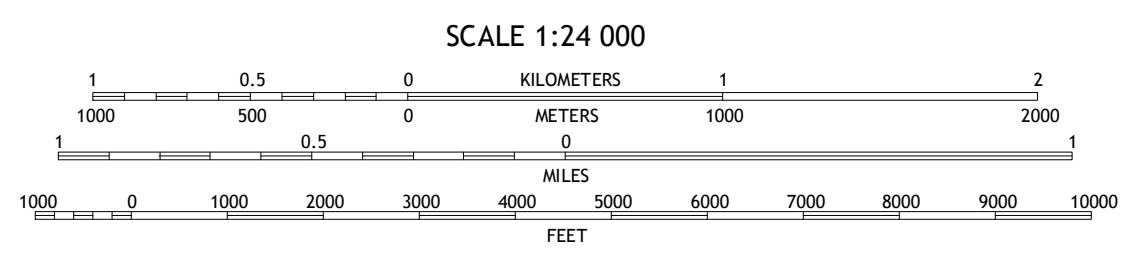 SCALE 1:24 000
1 0.5 0 KILOMETERS 1 2
1000 500 0 METERS 1000 2000
1 0.5 0 1
MILES
1000 0 1000 2000 3000 4000 5000 6000 7000 8000 9000 10000
FEET